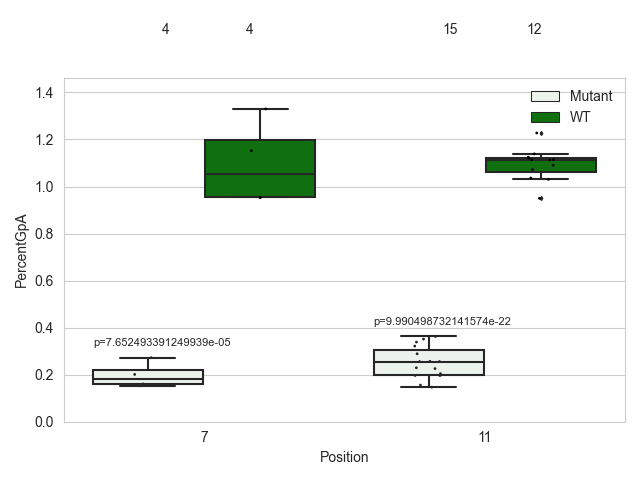 4 4 15 12
Mutant
WT
PercentGpA
1.4
1.2
1.0
0.8
0.6
0.4
0.2
0.0
p=9.990498732141574e-22
p=7.652493391249939e-05
7 11
Position